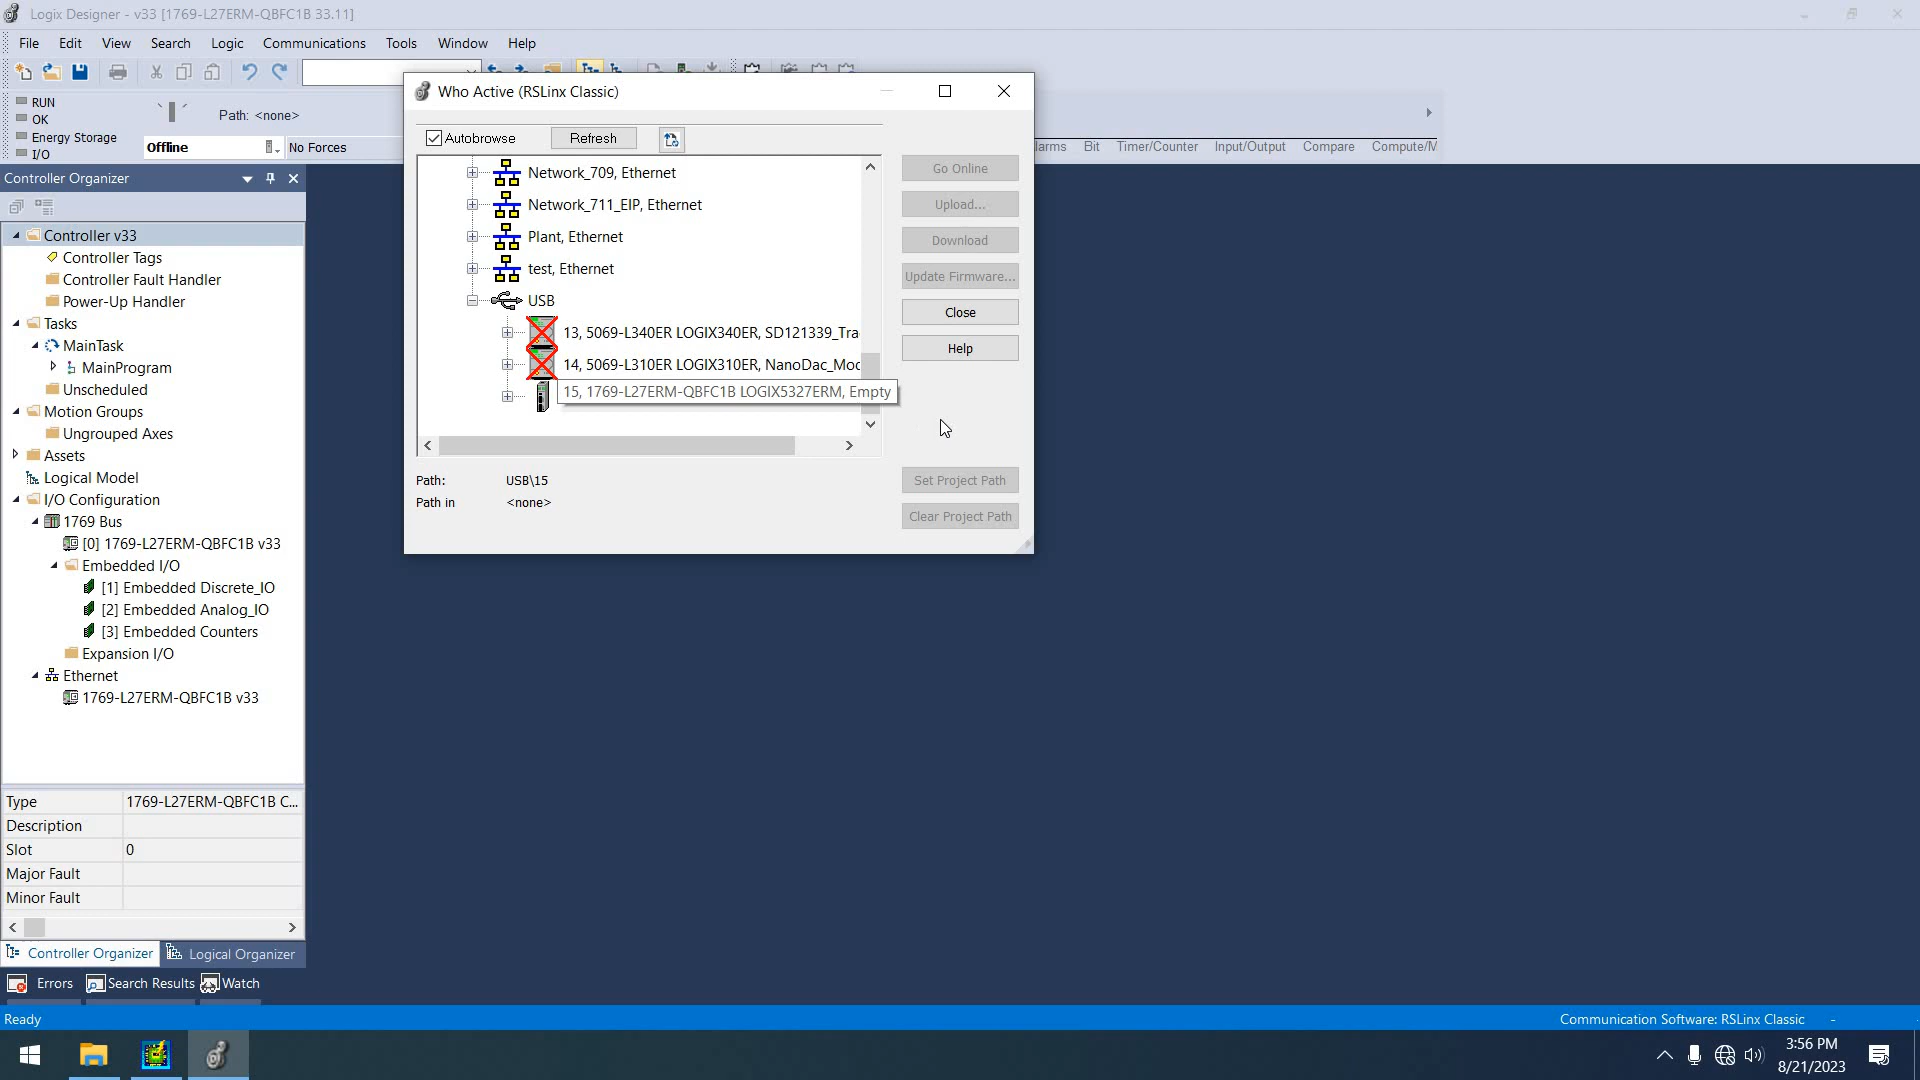 Logix Designer - v33 [1769-L27ERM-QBFC1B 33.11]
File Edit View Search Logic Communications Tools Window Help
RUN
OK
Energy Storage
I/O
Path: <none>
Offline
No Forces
Alarms Bit Timer/Counter Input/Output Compare Compute/M
Who Active (RSLinx Classic)
Autobrowse
Refresh
Network_709, Ethernet
Network_711_EIP, Ethernet
Plant, Ethernet
test, Ethernet
USB
13, 5069-L340ER LOGIX340ER, SD121339_Tra
14, 5069-L310ER LOGIX310ER, NanoDac_Moc
15, 1769-L27ERM-QBFC1B LOGIX5327ERM, Empty
Go Online
Upload...
Download
Update Firmware...
Close
Help
Set Project Path
Clear Project Path
Path: USB\15
Path in <none>
Controller Organizer
Controller v33
Controller Tags
Controller Fault Handler
Power-Up Handler
Tasks
MainTask
MainProgram
Unscheduled
Motion Groups
Ungrouped Axes
Assets
Logical Model
I/O Configuration
1769 Bus
[0] 1769-L27ERM-QBFC1B v33
Embedded I/O
[1] Embedded Discrete_IO
[2] Embedded Analog_IO
[3] Embedded Counters
Expansion I/O
Ethernet
1769-L27ERM-QBFC1B v33
Type 1769-L27ERM-QBFC1B C...
Description
Slot 0
Major Fault
Minor Fault
Controller Organizer Logical Organizer
Errors Search Results Watch
Ready
Communication Software: RSLinx Classic -
3:56 PM
8/21/2023